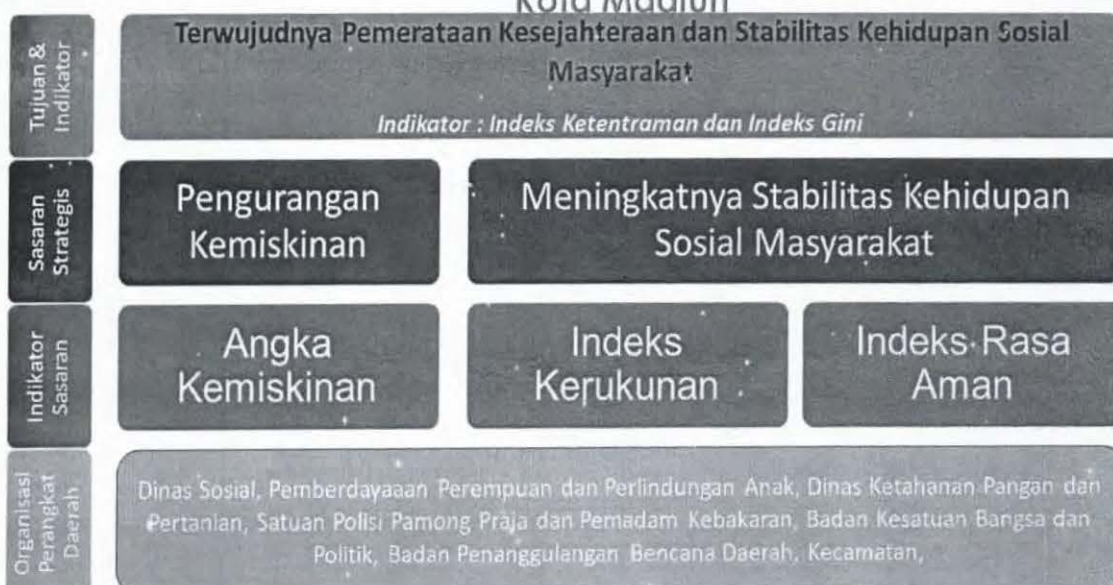 Kota Madiun
Tujuan &
Indikator
Terwujudnya Pemerataan Kesejahteraan dan Stabilitas Kehidupan Sosial
Masyarakat
Indikator : Indeks Ketentraman dan Indeks Gini
Sasaran
Strategis
Pengurangan
Kemiskinan
Meningkatnya Stabilitas Kehidupan
Sosial Masyarakat
Indikator
Sasaran
Angka
Kemiskinan
Indeks
Kerukunan
Indeks Rasa
Aman
Organisasi
Perangkat
Daerah
Dinas Sosial, Pemberdayaaan Perempuan dan Perlindungan Anak, Dinas Ketahanan Pangan dan
Pertanian, Satuan Polisi Pamong Praja dan Pemadam Kebakaran, Badan Kesatuan Bangsa dan
Politik, Badan Penanggulangan Bencana Daerah, Kecamatan,